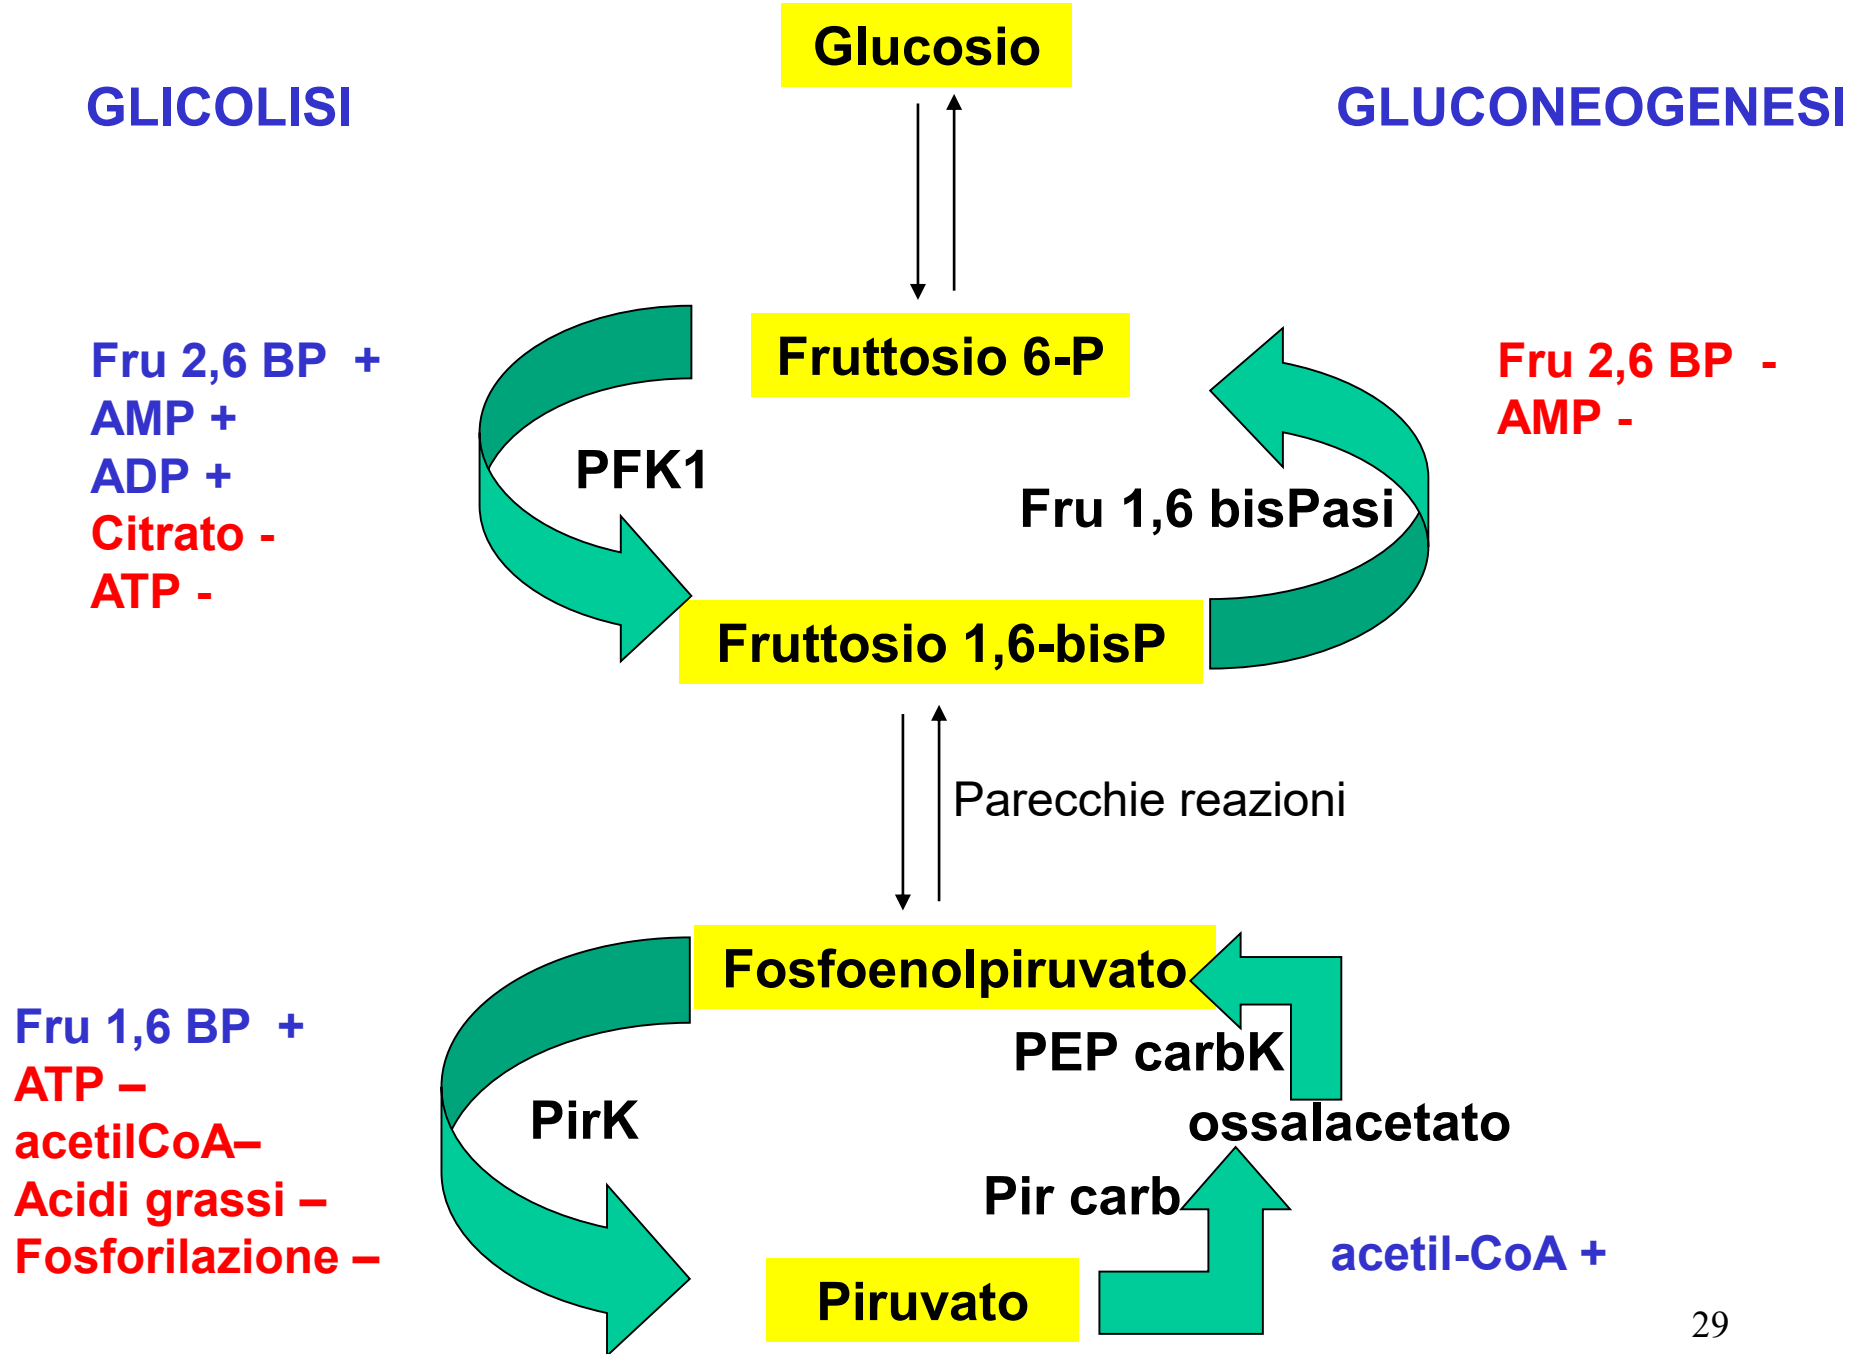 Glucosio
GLICOLISI
GLUCONEOGENESI
Fruttosio 6-P
Fru 2,6 BP +
AMP +
ADP +
Citrato -
ATP -
PFK1
Fru 2,6 BP -
AMP -
Fru 1,6 bisPasi
Fruttosio 1,6-bisP
Parecchie reazioni
Fosfoenolpiruvato
Fru 1,6 BP +
ATP –
acetilCoA–
Acidi grassi –
Fosforilazione –
PirK
PEP carbK
ossalacetato
Pir carb
acetil-CoA +
Piruvato
29